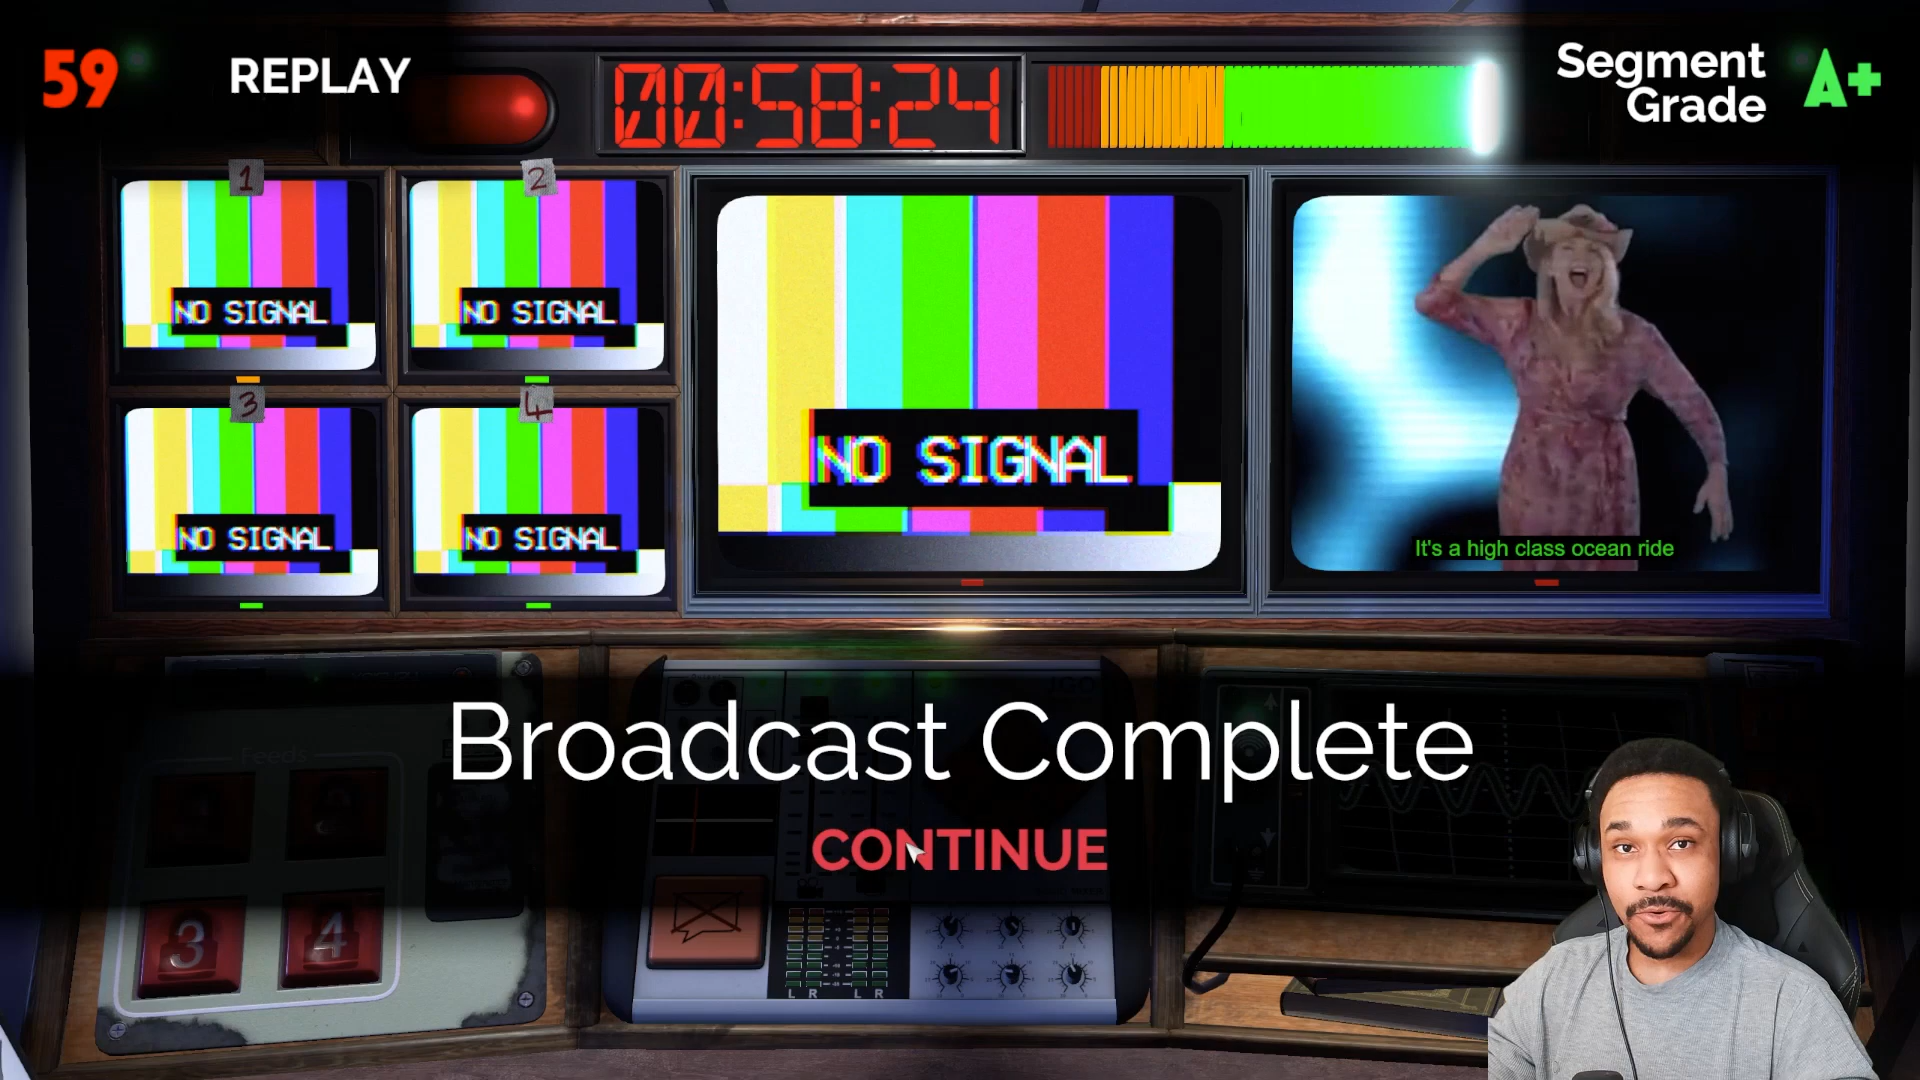 59
REPLAY
00:58:24
Segment
Grade
A+
1
2
NO SIGNAL
NO SIGNAL
NO SIGNAL
3
4
NO SIGNAL
NO SIGNAL
It's a high class ocean ride
Feeds
Broadcast Complete
CONTINUE
3
4
L R L R